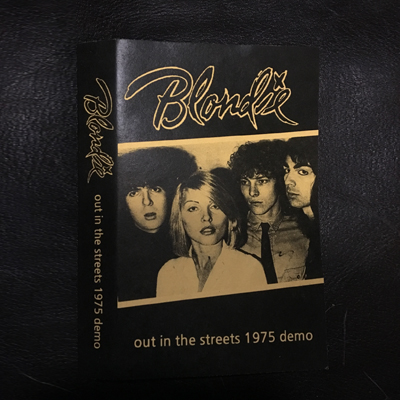 Blondie
out in the streets 1975 demo
Blondie
out in the streets 1975 demo